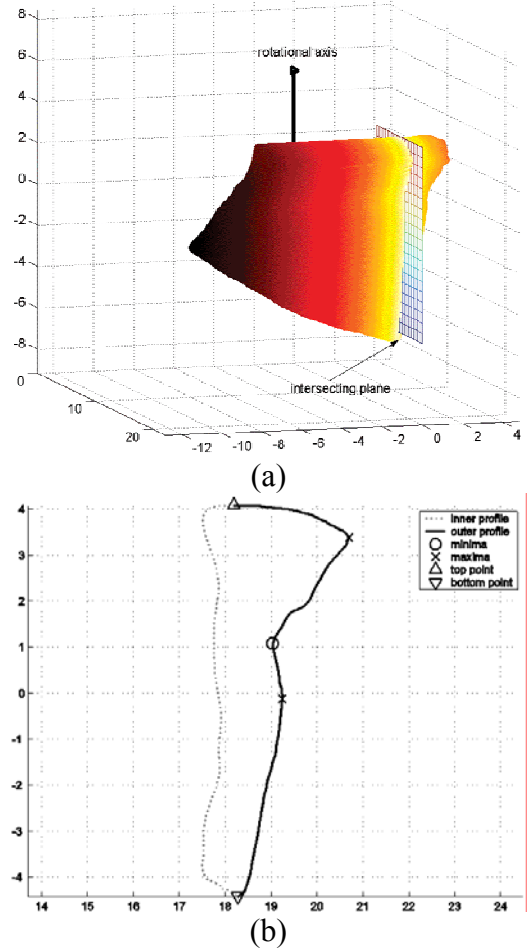 8
6
4
2
0
-2
-4
-6
-8
rotational axis
intersecting plane
0
10
20
-12 -10 -8 -6 -4 -2 0 2 4
(a)
4
3
2
1
0
-1
-2
-3
-4
inner profile
outer profile
minima
maxima
top point
bottom point
14 15 16 17 18 19 20 21 22 23 24
(b)